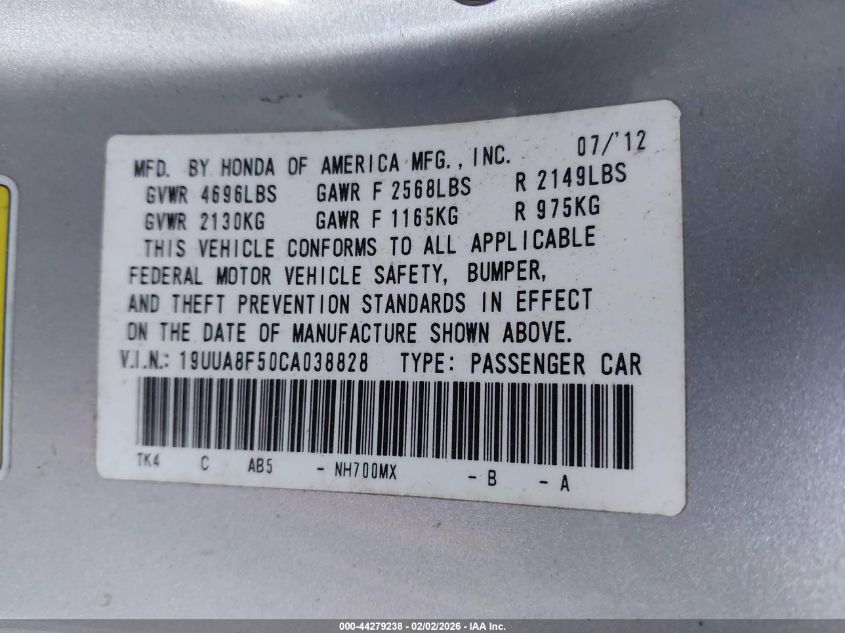 MFD. BY HONDA OF AMERICA MFG., INC. 07/'12
GVWR 4696LBS GAWR F 2568LBS R 2149LBS
GVWR 2130KG GAWR F 1165KG R 975KG
THIS VEHICLE CONFORMS TO ALL APPLICABLE
FEDERAL MOTOR VEHICLE SAFETY, BUMPER,
AND THEFT PREVENTION STANDARDS IN EFFECT
ON THE DATE OF MANUFACTURE SHOWN ABOVE.
V.I.N.: 19UUA8F50CA038828 TYPE: PASSENGER CAR
TK4 C AB5 - NH700MX - B - A
000-44279238 - 02/02/2026 - IAA Inc.